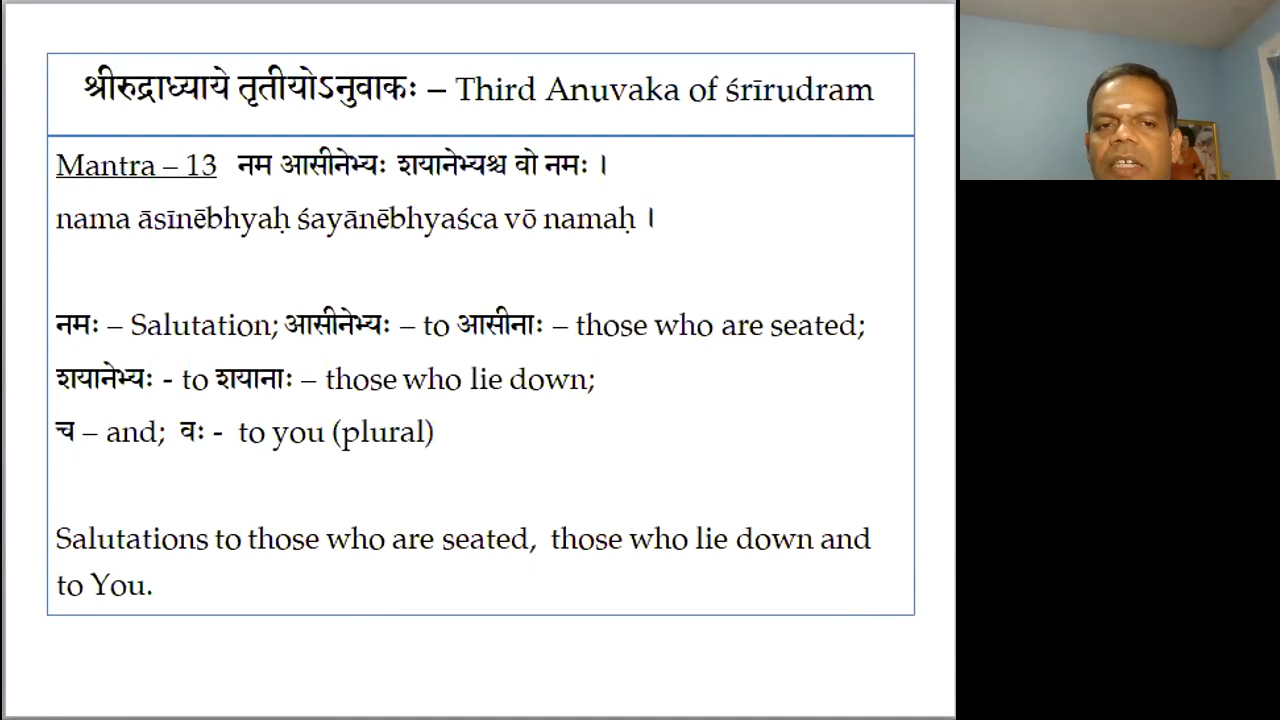 श्रीरुद्राध्याये तृतीयोऽनुवाकः – Third Anuvaka of śrīrudram
Mantra – 13 नम आसीनेभ्यः शयानेभ्यश्च वो नमः ।
nama āsīnēbhyaḥ śayānēbhyaśca vō namaḥ ।
नमः – Salutation; आसीनेभ्यः – to आसीनाः – those who are seated;
शयानेभ्यः - to शयानाः – those who lie down;
च – and; वः - to you (plural)
Salutations to those who are seated, those who lie down and
to You.